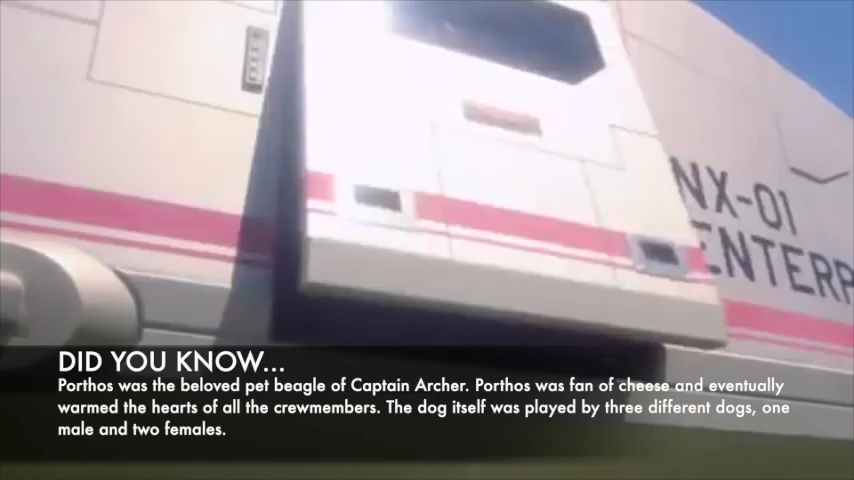 NX-01
ENTERP
DID YOU KNOW...
Porthos was the beloved pet beagle of Captain Archer. Porthos was fan of cheese and eventually
warmed the hearts of all the crewmembers. The dog itself was played by three different dogs, one
male and two females.